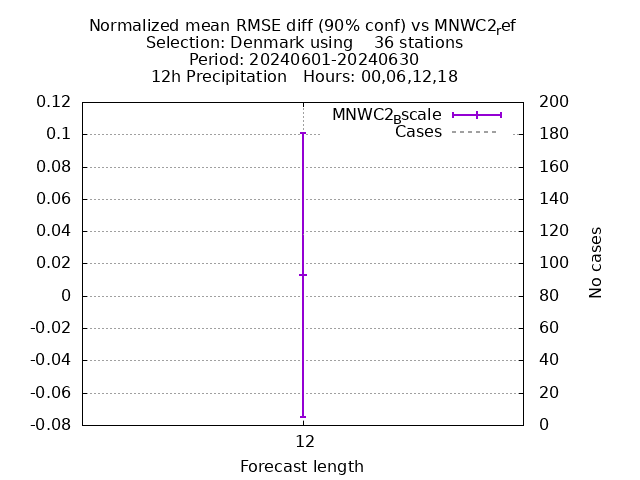 Normalized mean RMSE diff (90% conf) vs MNWC2ref
Selection: Denmark using    36 stations
Period: 20240601-20240630
12h Precipitation   Hours: 00,06,12,18
MNWC2Bscale
Cases
0.12
0.1
0.08
0.06
0.04
0.02
0
-0.02
-0.04
-0.06
-0.08
200
180
160
140
120
100
80
60
40
20
0
No cases
12
Forecast length